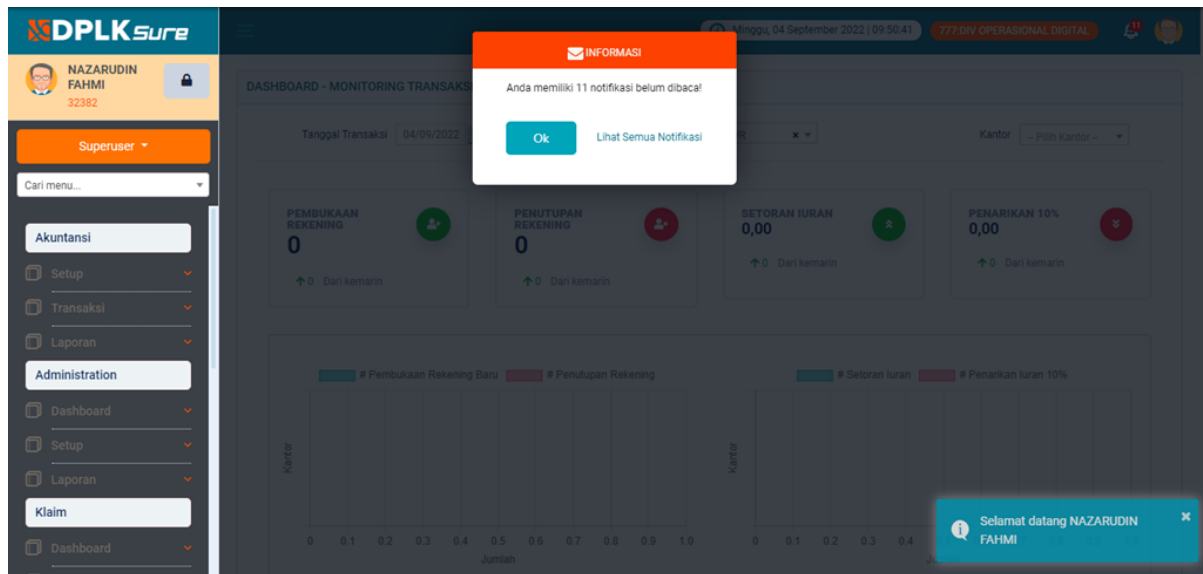 DPLKSure
NAZARUDIN
FAHMI
32382
Superuser
Cari menu...
Akuntansi
Setup
Transaksi
Laporan
Administration
Dashboard
Setup
Laporan
Klaim
Dashboard
Minggu, 04 September 2022 | 09:50:41
777:DIV OPERASIONAL DIGITAL
11
INFORMASI
Anda memiliki 11 notifikasi belum dibaca!
Ok Lihat Semua Notifikasi
DASHBOARD - MONITORING TRANSAKS
Tanggal Transaksi 04/09/2022
R ×
Kantor -- Pilih Kantor --
PEMBUKAAN
REKENING
0
0 Dari kemarin
PENUTUPAN
REKENING
0
0 Dari kemarin
SETORAN IURAN
0,00
0 Dari kemarin
PENARIKAN 10%
0,00
0 Dari kemarin
# Pembukaan Rekening Baru # Penutupan Rekening
Kantor
0 0.1 0.2 0.3 0.4 0.5 0.6 0.7 0.8 0.9 1.0
Jumlah
# Setoran Iuran # Penarikan Iuran 10%
Kantor
0 0.1 0.2 0.3 0.4
Selamat datang NAZARUDIN
FAHMI
×